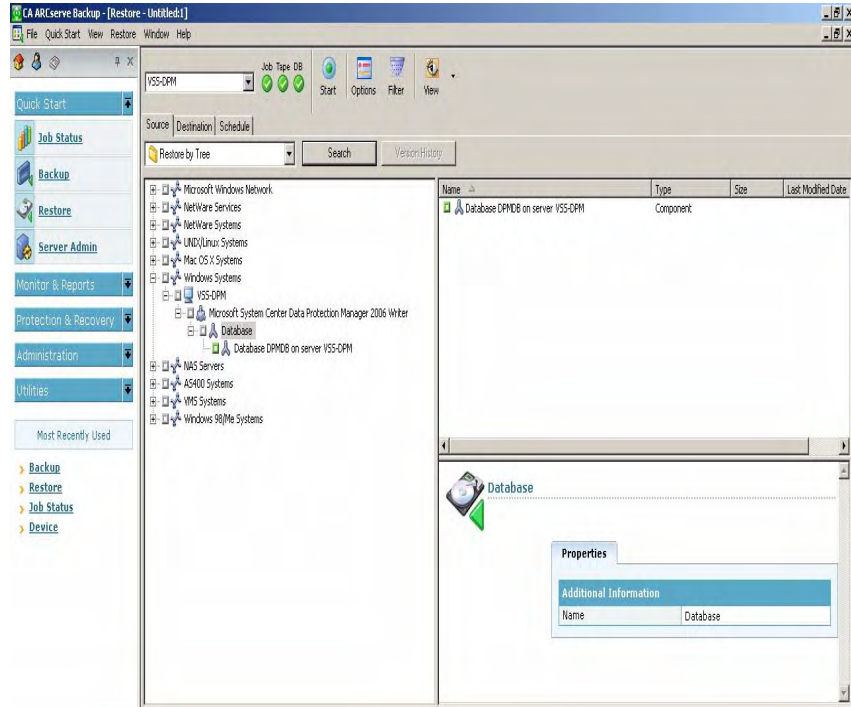 CA ARCserve Backup - [Restore - Untitled:1]
File Quick Start View Restore Window Help
Quick Start
Job Status
Backup
Restore
Server Admin
Monitor & Reports
Protection & Recovery
Administration
Utilities
Most Recently Used
Backup
Restore
Job Status
Device
VSS-DPM
Job Tape DB
Start Options Filter View
Source Destination Schedule
Restore by Tree
Search
Version History
Microsoft Windows Network
NetWare Services
NetWare Systems
UNIX/Linux Systems
Mac OS X Systems
Windows Systems
VSS-DPM
Microsoft System Center Data Protection Manager 2006 Writer
Database
Database DPMDB on server VSS-DPM
NAS Servers
AS400 Systems
VMS Systems
Windows 98/Me Systems
Name Type Size Last Modified Date
Database DPMDB on server VSS-DPM Component
Database
Properties
Additional Information
Name Database